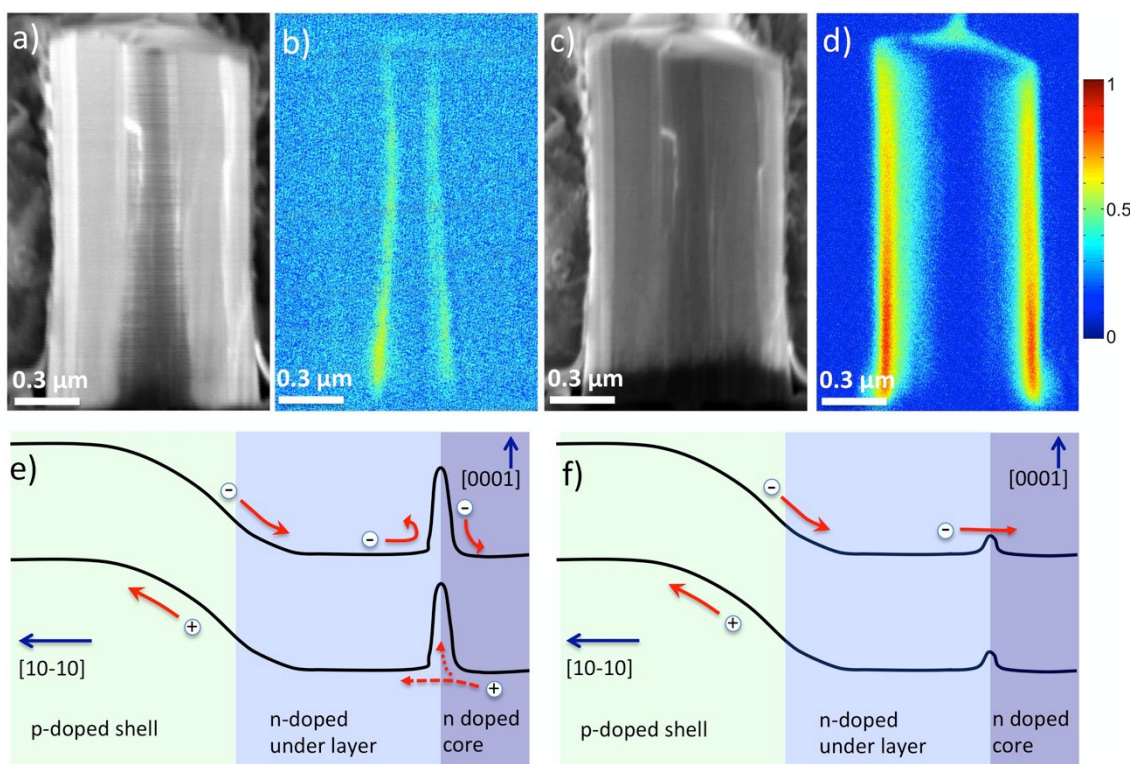 a)
b)
c)
d)
1
0.5
0
0.3 µm
0.3 µm
0.3 µm
0.3 µm
e)
[0001]
-
-
-
+
[10-10]
p-doped shell
n-doped
under layer
n doped
core
f)
[0001]
-
-
+
[10-10]
p-doped shell
n-doped
under layer
n doped
core